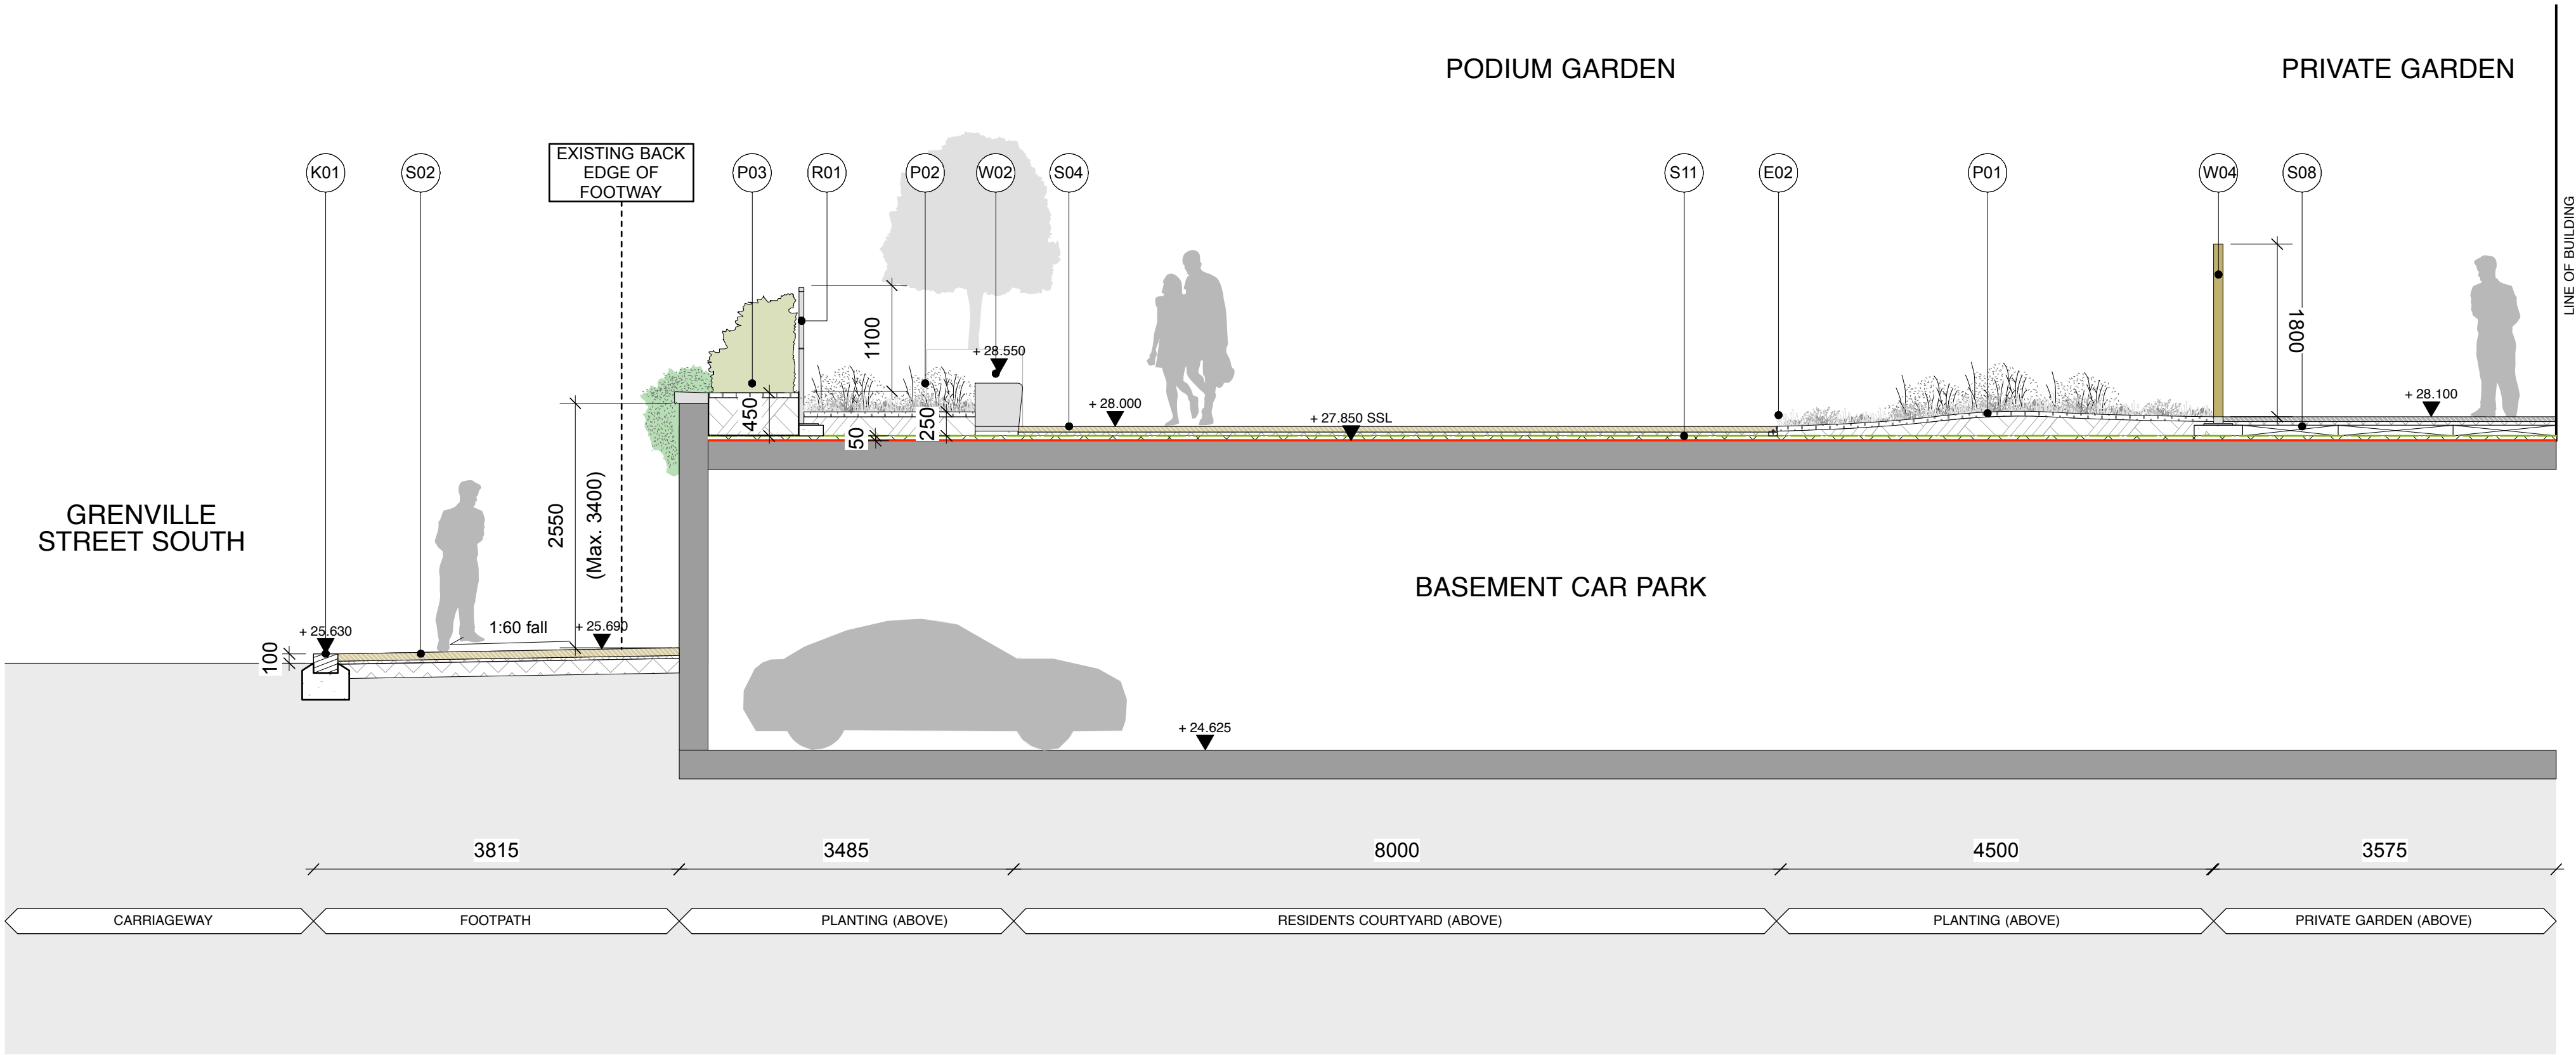 PODIUM GARDEN
PRIVATE GARDEN
K01
S02
EXISTING BACK
EDGE OF
FOOTWAY
P03
R01
P02
W02
S04
S11
E02
P01
W04
S08
LINE OF BUILDING
1100
1800
+ 28.550
+ 28.000
+ 27.850 SSL
+ 28.100
450
50
250
2550
(Max. 3400)
GRENVILLE
STREET SOUTH
BASEMENT CAR PARK
1:60 fall
+ 25.630
+ 25.690
100
+ 24.625
3815
3485
8000
4500
3575
CARRIAGEWAY
FOOTPATH
PLANTING (ABOVE)
RESIDENTS COURTYARD (ABOVE)
PLANTING (ABOVE)
PRIVATE GARDEN (ABOVE)